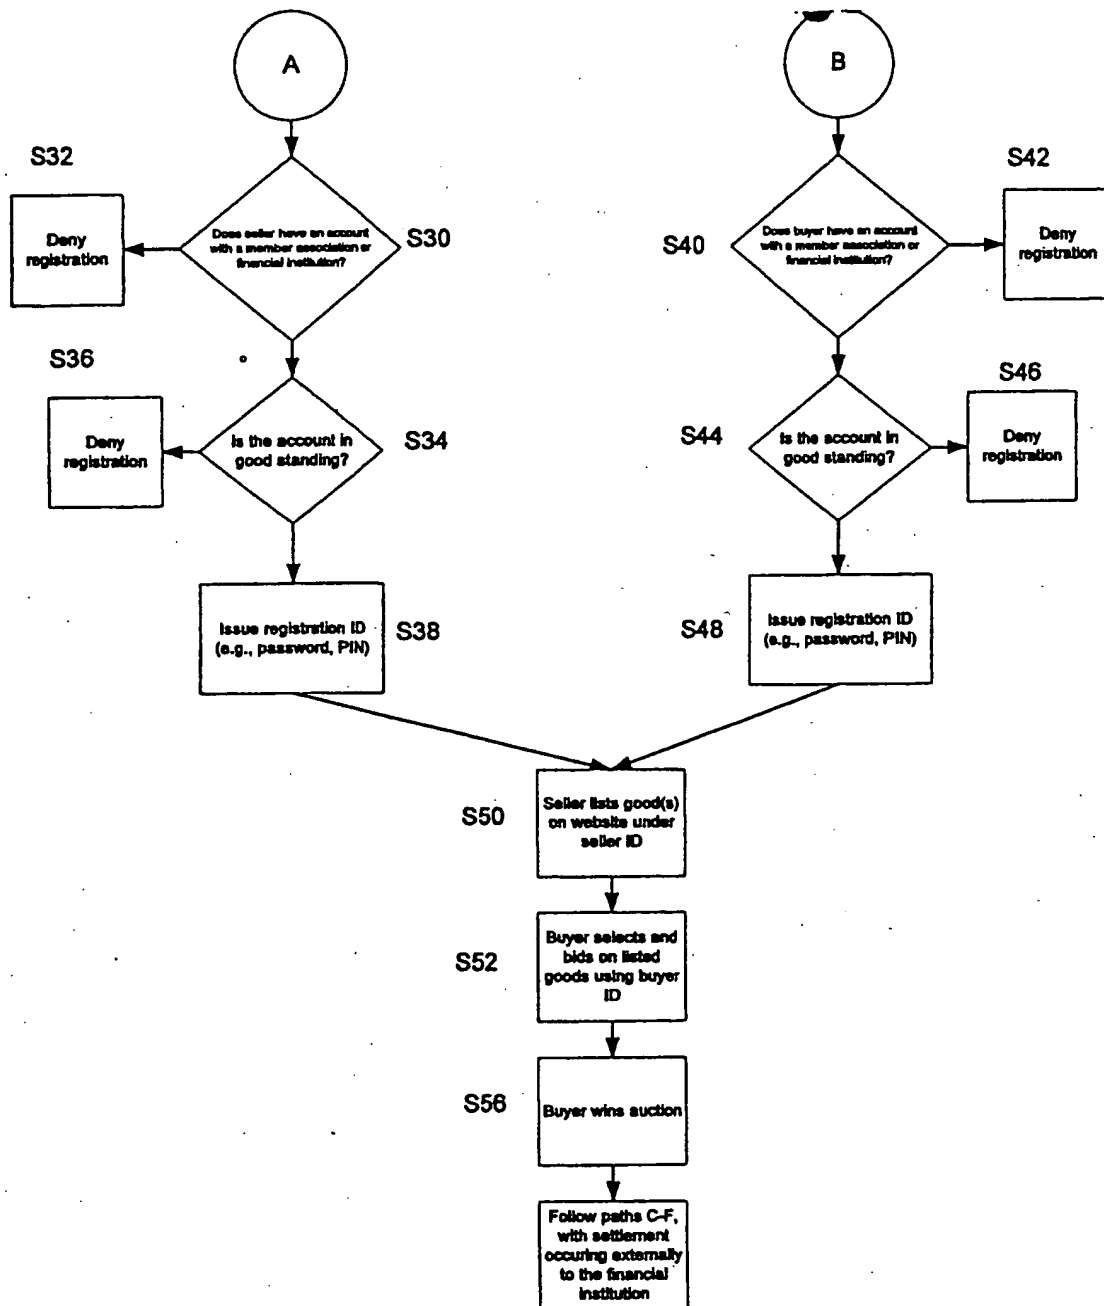 A
B
S32
S42
Deny
registration
Does seller have an account
with a member association or
financial institution?
S30
S40
Does buyer have an account
with a member association or
financial institution?
Deny
registration
S36
S46
Deny
registration
Is the account in
good standing?
S34
S44
Is the account in
good standing?
Deny
registration
Issue registration ID
(e.g., password, PIN)
S38
S48
Issue registration ID
(e.g., password, PIN)
S50
Seller lists good(s)
on website under
seller ID
S52
Buyer selects and
bids on listed
goods using buyer
ID
S56
Buyer wins auction
Follow paths C-F,
with settlement
occuring externally
to the financial
institution